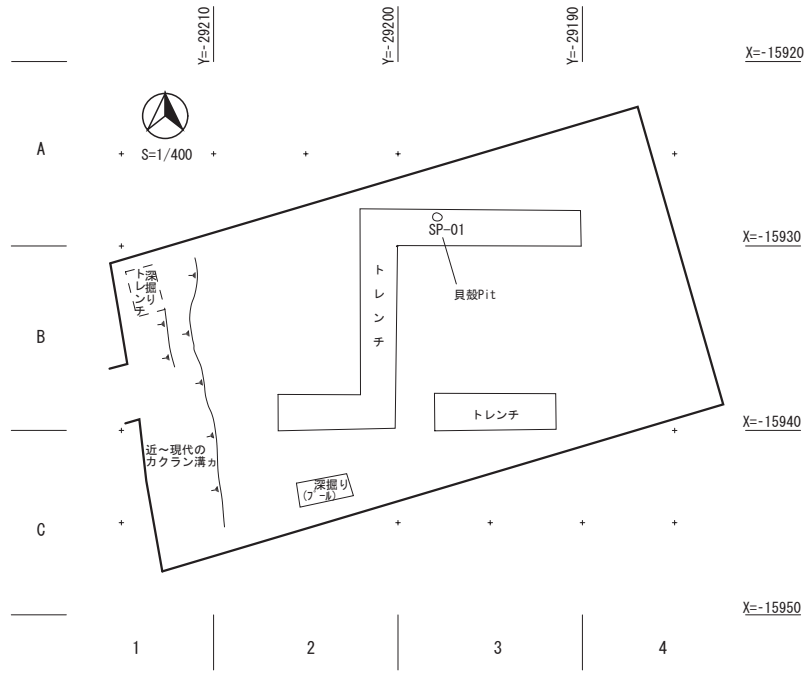 Y=-29210
Y=-29200
Y=-29190
X=-15920
A
S=1/400
SP-01
X=-15930
深掘り
トレンチ
トレンチ
貝殻Pit
B
トレンチ
X=-15940
近～現代の
カクラン溝ヵ
深掘り
(プール)
C
X=-15950
1
2
3
4